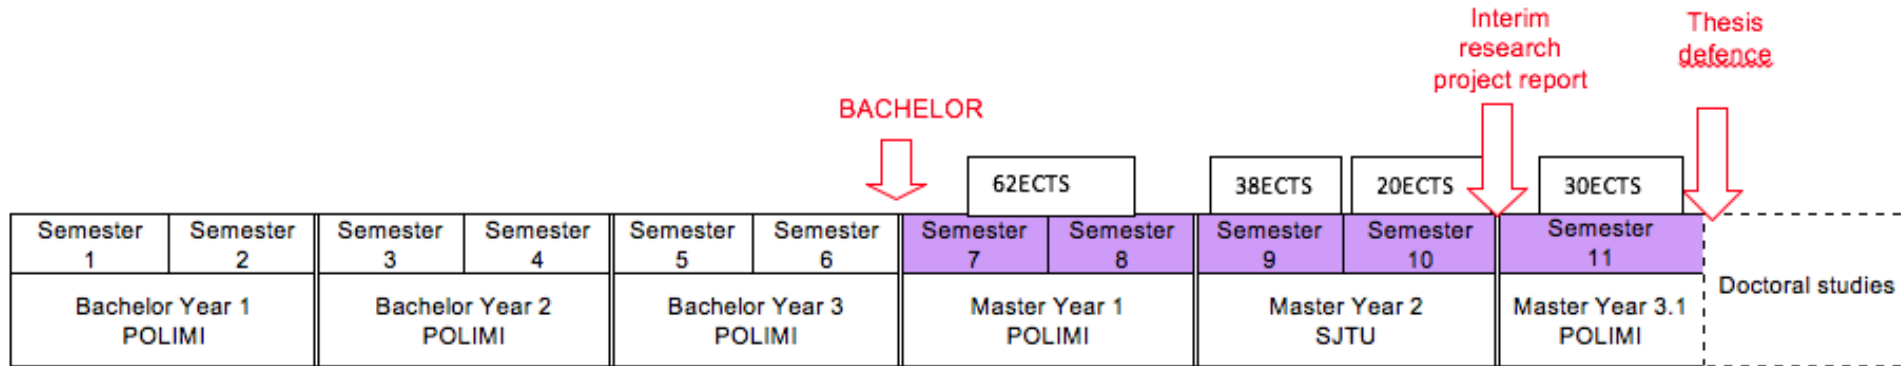 Interim
research
project report
Thesis
defence
BACHELOR
62ECTS
38ECTS
20ECTS
30ECTS
Semester
1
Semester
2
Semester
3
Semester
4
Semester
5
Semester
6
Semester
7
Semester
8
Semester
9
Semester
10
Semester
11
Bachelor Year 1
POLIMI
Bachelor Year 2
POLIMI
Bachelor Year 3
POLIMI
Master Year 1
POLIMI
Master Year 2
SJTU
Master Year 3.1
POLIMI
Doctoral studies